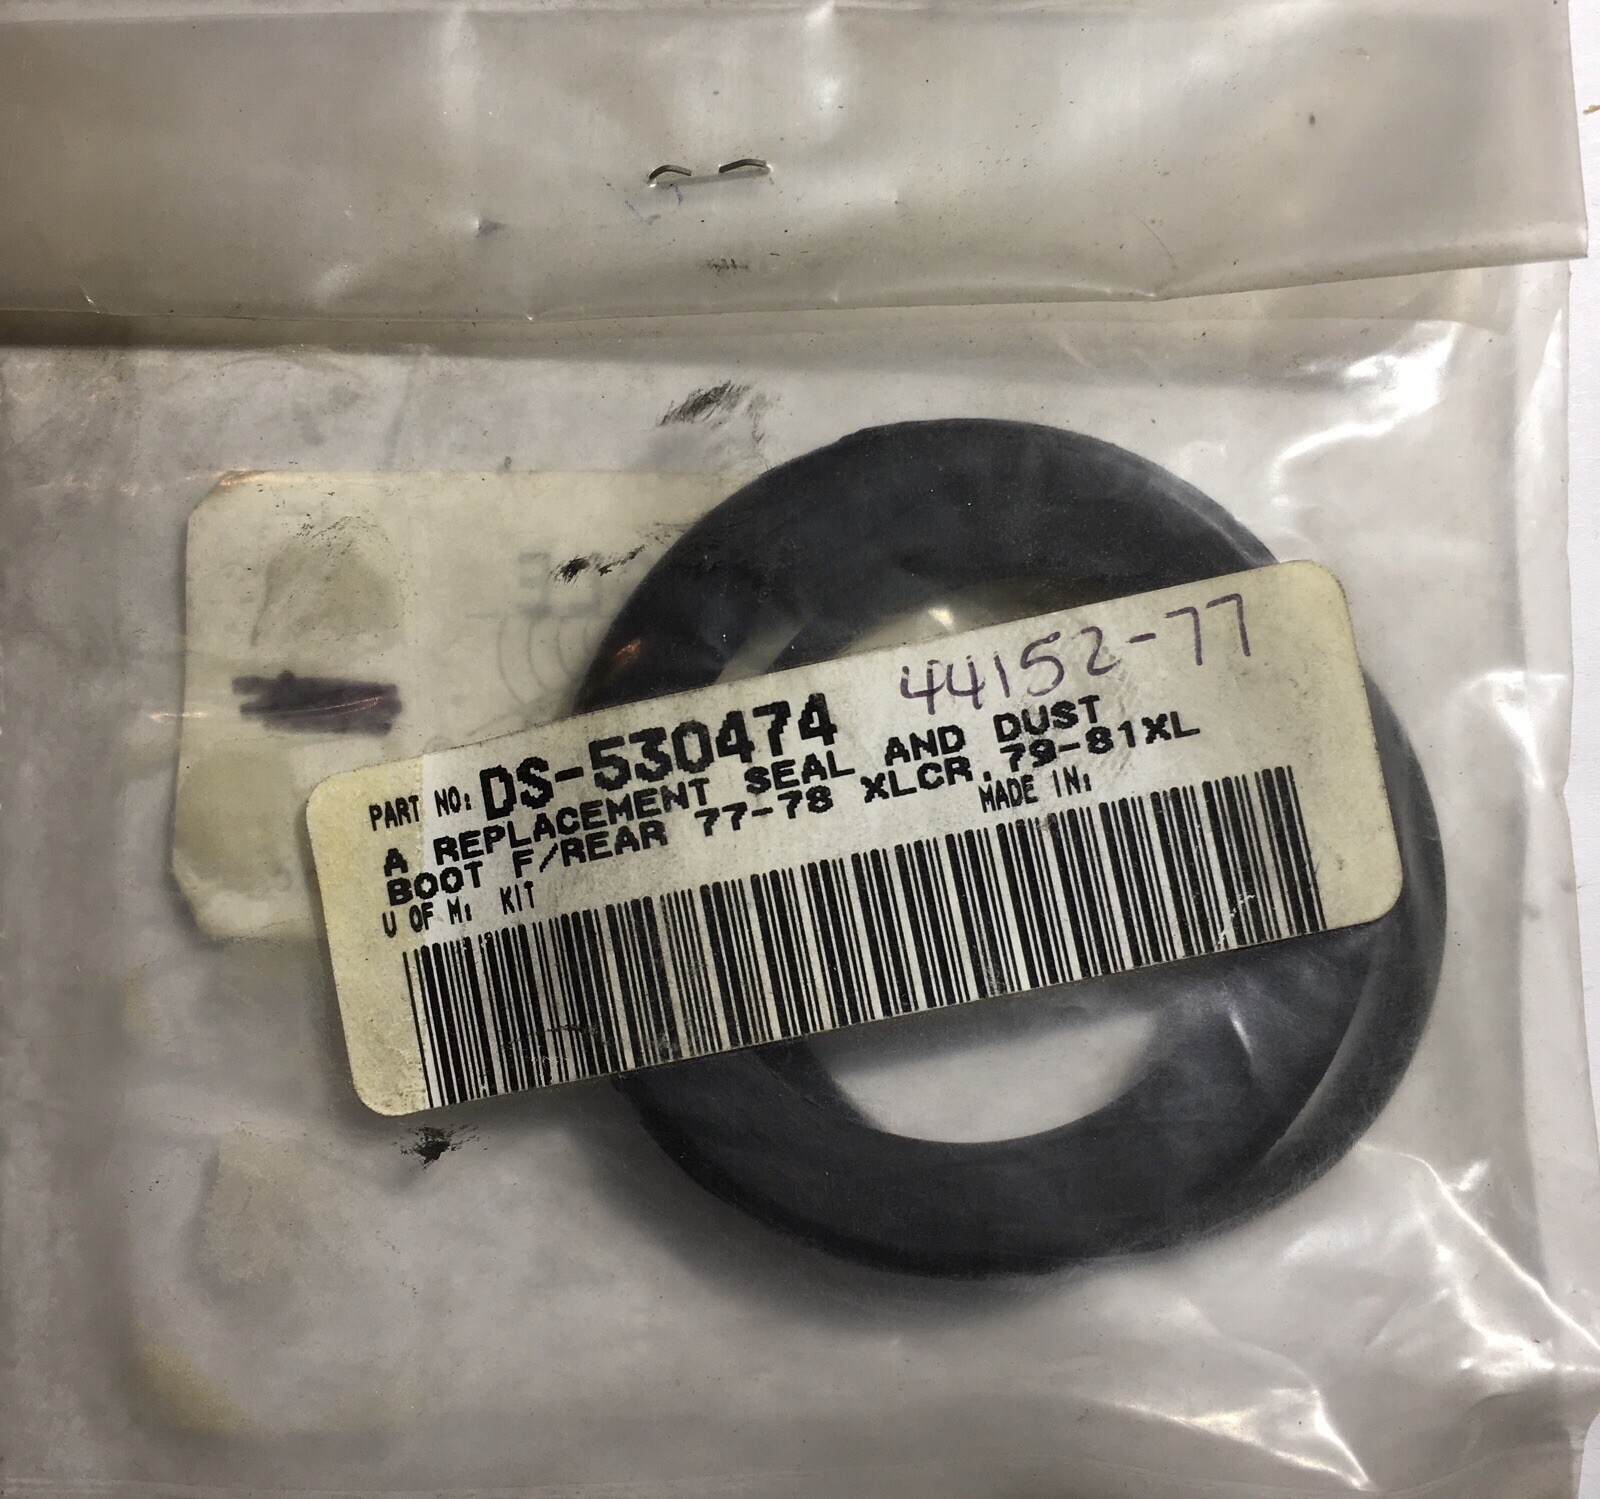 44152-77
PART NO: DS-530474
A REPLACEMENT SEAL AND DUST
BOOT F/REAR 77-78 XLCR, 79-81XL
U OF M: KIT MADE IN: